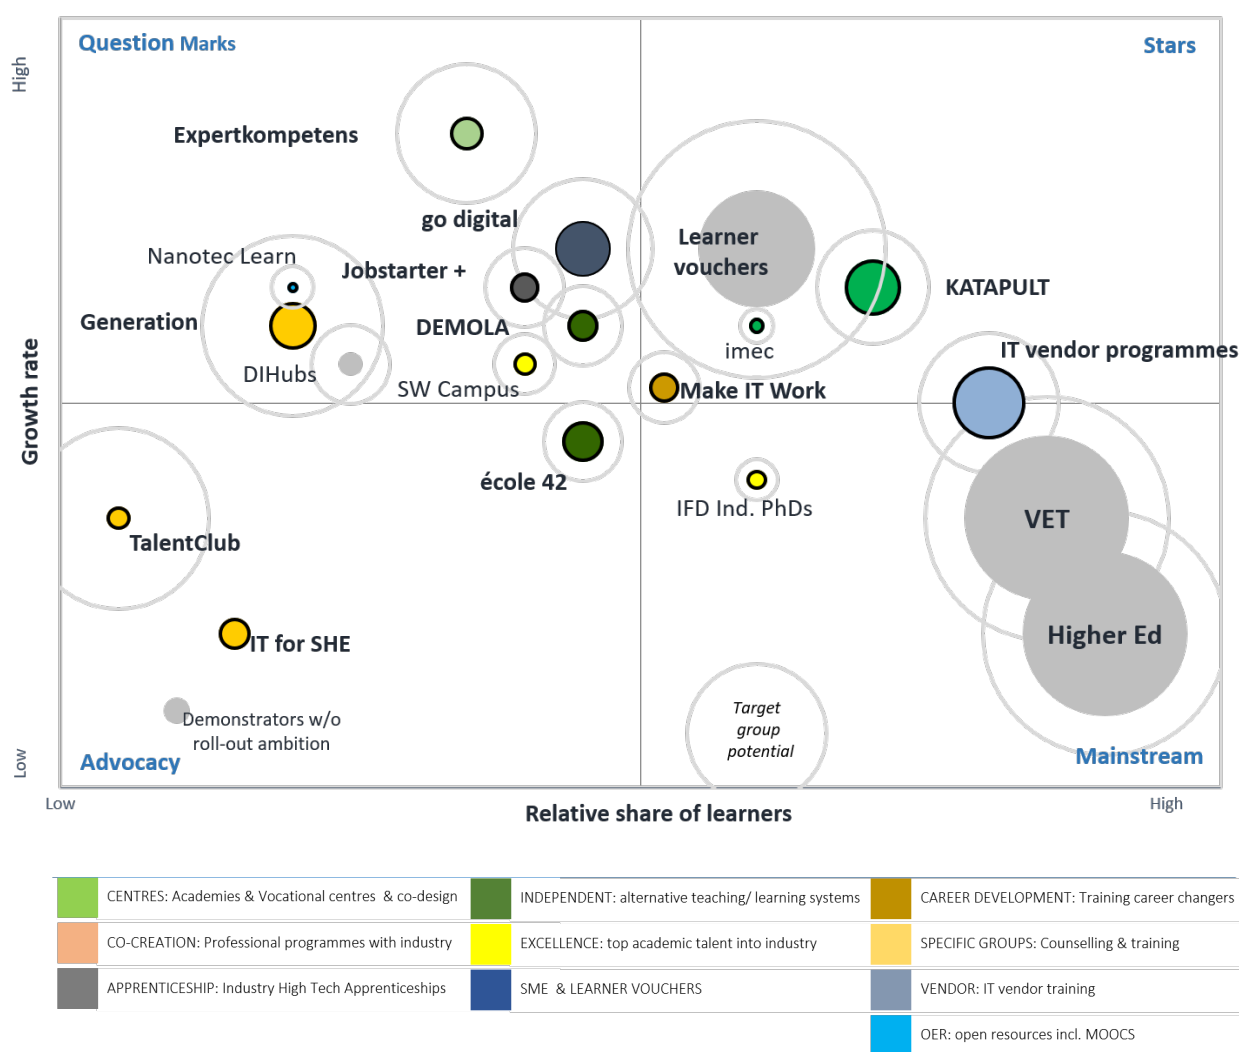 Question Marks
Stars
High
Expertkompetens
go digital
Nanotec Learn
Jobstarter +
Learner
vouchers
KATAPULT
Generation
DEMOLA
imec
IT vendor programmes
DIHubs
SW Campus
Make IT Work
Growth rate
école 42
IFD Ind. PhDs
VET
TalentClub
IT for SHE
Higher Ed
Demonstrators w/o
roll-out ambition
Target
group
potential
Low
Advocacy
Mainstream
Low
Relative share of learners
High
CENTRES: Academies & Vocational centres & co-design
INDEPENDENT: alternative teaching/ learning systems
CAREER DEVELOPMENT: Training career changers
CO-CREATION: Professional programmes with industry
EXCELLENCE: top academic talent into industry
SPECIFIC GROUPS: Counselling & training
APPRENTICESHIP: Industry High Tech Apprenticeships
SME & LEARNER VOUCHERS
VENDOR: IT vendor training
OER: open resources incl. MOOCS